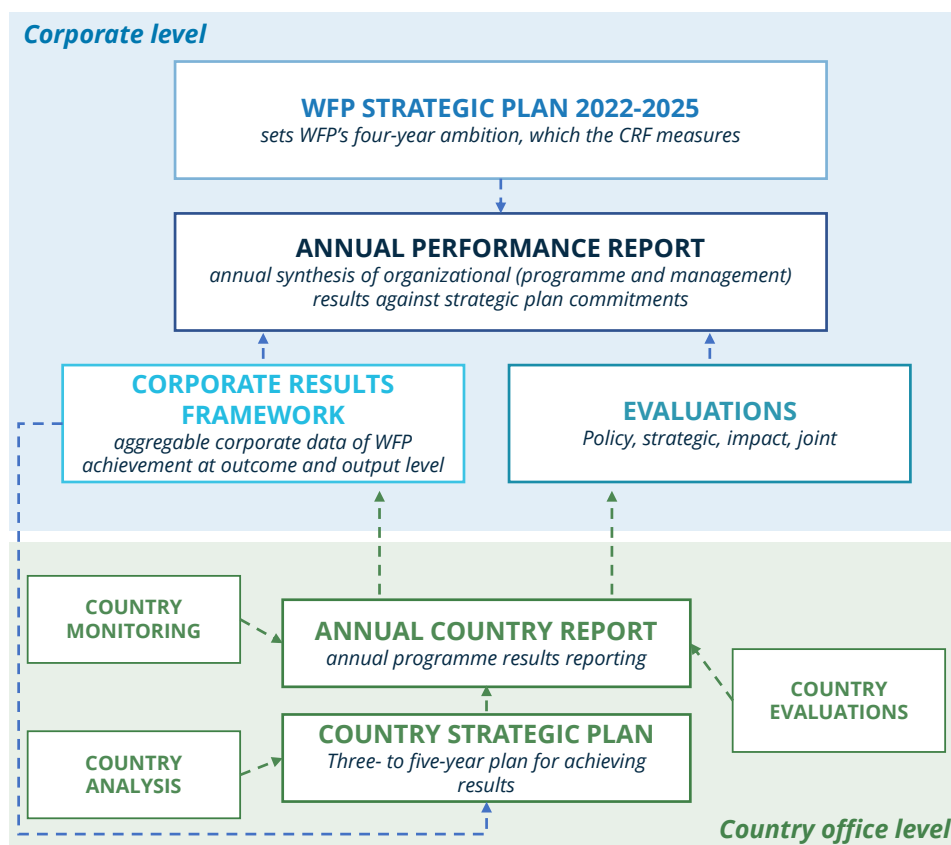 Corporate level
WFP STRATEGIC PLAN 2022-2025
sets WFP's four-year ambition, which the CRF measures
ANNUAL PERFORMANCE REPORT
annual synthesis of organizational (programme and management)
results against strategic plan commitments
CORPORATE RESULTS
FRAMEWORK
aggregable corporate data of WFP
achievement at outcome and output level
EVALUATIONS
Policy, strategic, impact, joint
COUNTRY
MONITORING
ANNUAL COUNTRY REPORT
annual programme results reporting
COUNTRY
EVALUATIONS
COUNTRY
ANALYSIS
COUNTRY STRATEGIC PLAN
Three- to five-year plan for achieving
results
Country office level